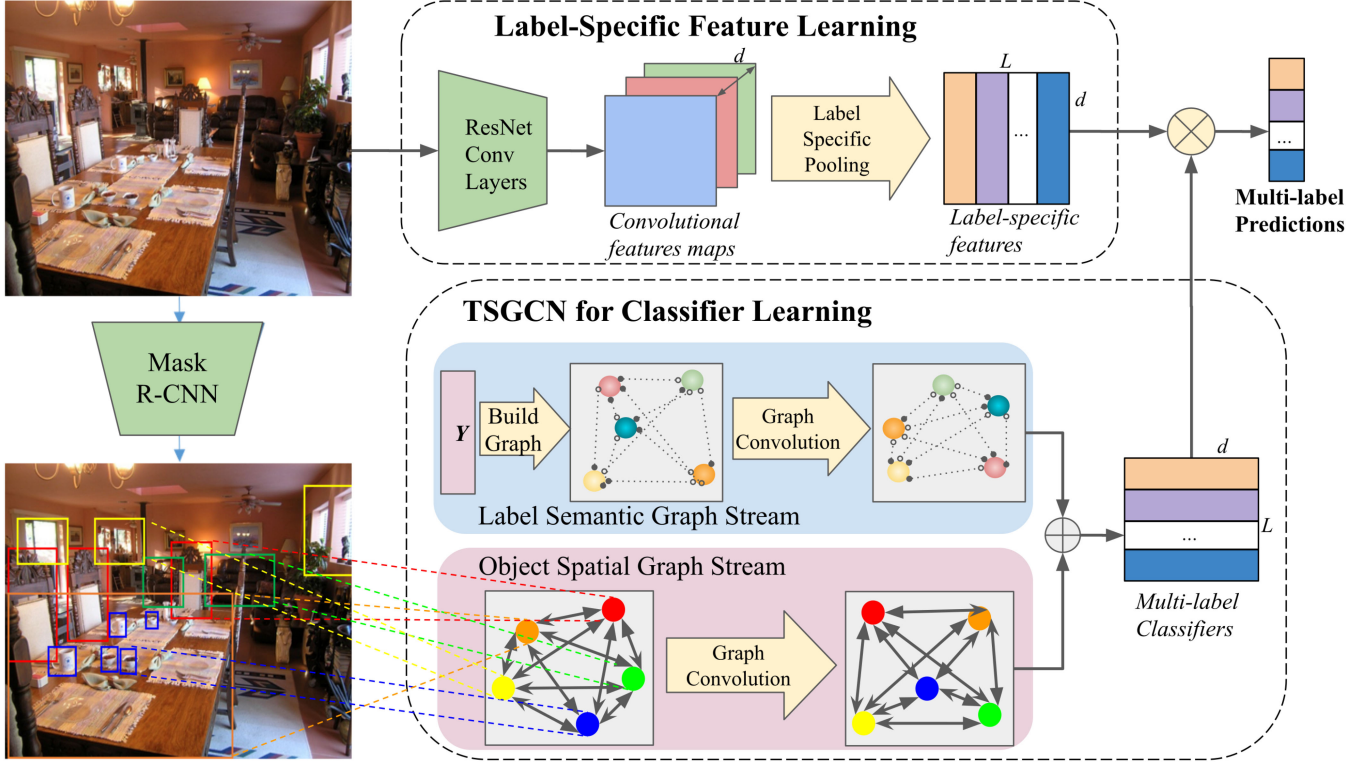 Label-Specific Feature Learning
d
L
ResNet
Conv
Layers
Label
Specific
Pooling
...
d
...
Convolutional
features maps
Label-specific
features
Multi-label
Predictions
TSGCN for Classifier Learning
Mask
R-CNN
Y
Build
Graph
Graph
Convolution
Label Semantic Graph Stream
d
L
...
Object Spatial Graph Stream
Graph
Convolution
Multi-label
Classifiers